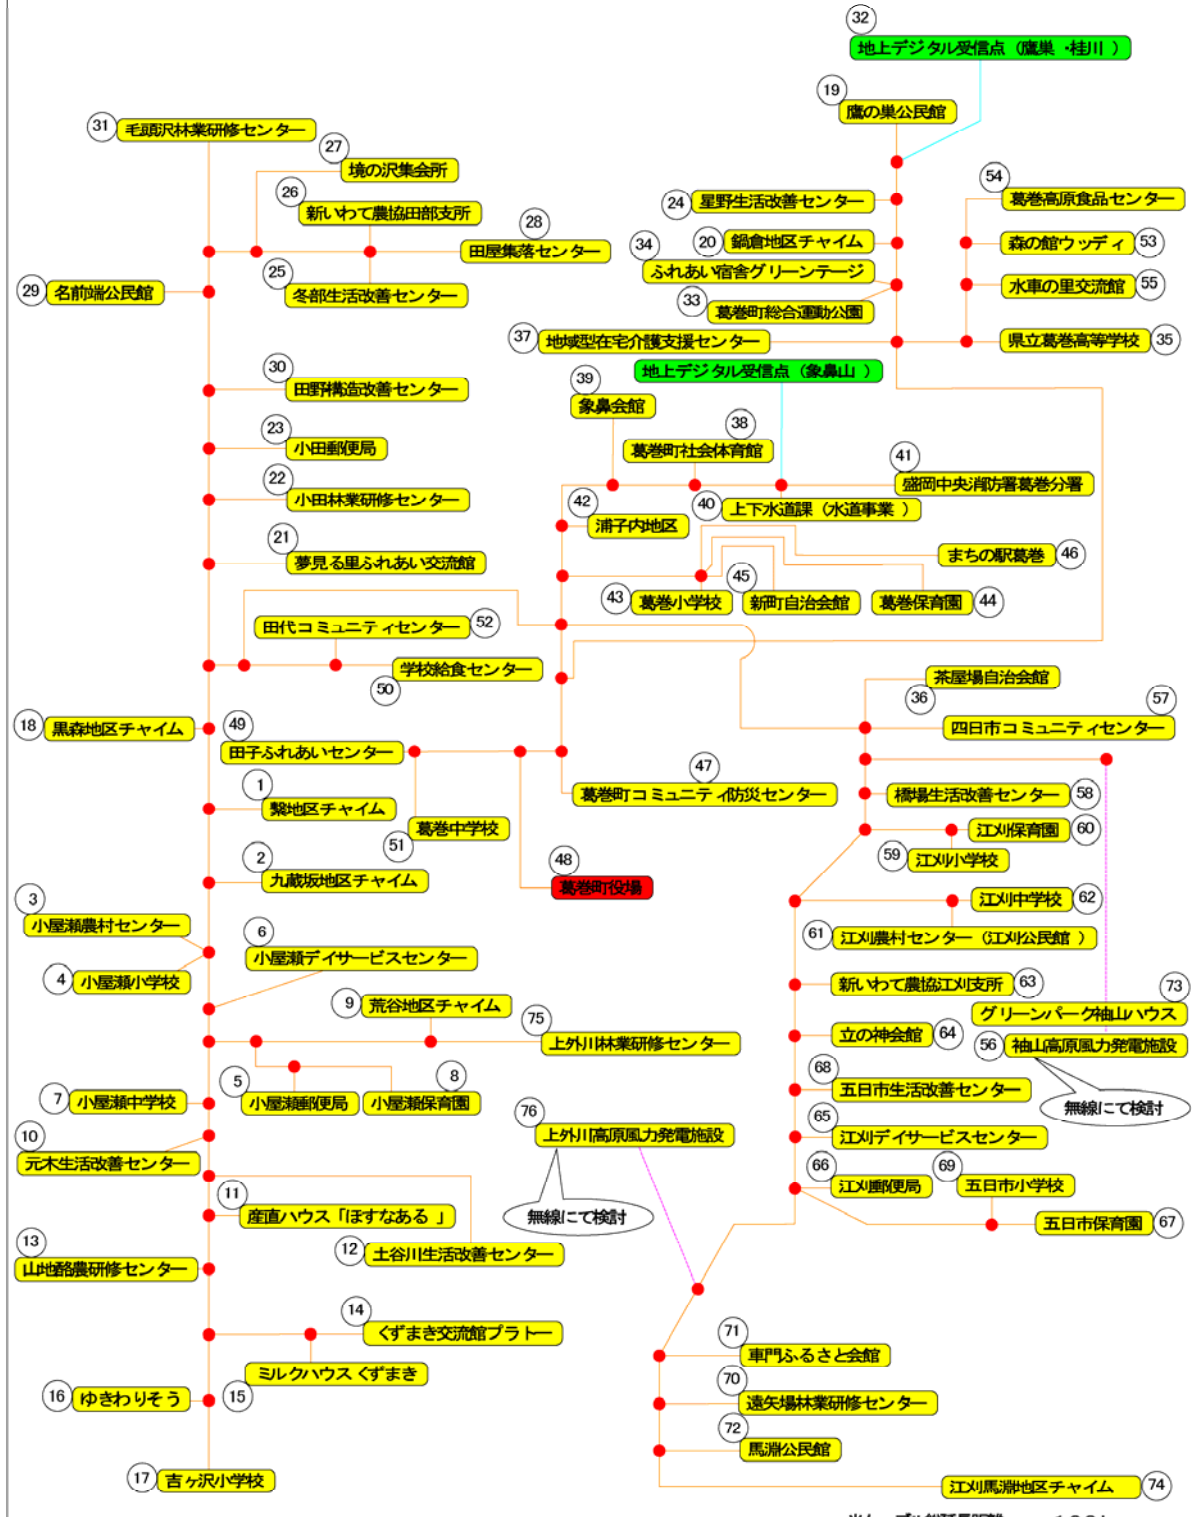 32
地上デジタル受信点（鷹巣・桂川）
19
鷹の巣公民館
31
毛頭沢林業研修センター
27
境の沢集会所
26
新いわて農協田部支所
28
田屋集落センター
25
冬部生活改善センター
29
名前端公民館
24
星野生活改善センター
54
葛巻高原食品センター
20
鍋倉地区チャイム
森の館ウッディ
53
34
ふれあい宿舎グリーンテージ
水車の里交流館
55
33
葛巻町総合運動公園
37
地域型在宅介護支援センター
県立葛巻高等学校
35
地上デジタル受信点（象鼻山）
30
田野構造改善センター
39
象鼻会館
23
小田郵便局
38
葛巻町社会体育館
22
小田林業研修センター
41
盛岡中央消防署葛巻分署
40
上下水道課（水道事業）
42
浦子内地区
21
夢見る里ふれあい交流館
まちの駅葛巻
46
43
葛巻小学校
45
新町自治会館
葛巻保育園
44
田代コミュニティセンター
52
学校給食センター
50
茶屋場自治会館
36
18
黒森地区チャイム
49
田子ふれあいセンター
57
四日市コミュニティセンター
47
葛巻町コミュニティ防災センター
橋場生活改善センター
58
1
繋地区チャイム
葛巻中学校
51
江刈保育園
60
59
江刈小学校
2
九蔵坂地区チャイム
48
葛巻町役場
江刈中学校
62
3
小屋瀬農村センター
61
江刈農村センター（江刈公民館）
6
小屋瀬デイサービスセンター
4
小屋瀬小学校
新いわて農協江刈支所
63
9
荒谷地区チャイム
73
グリーンパーク袖山ハウス
75
上外川林業研修センター
立の神会館
64
56
袖山高原風力発電施設
無線にて検討
7
小屋瀬中学校
5
小屋瀬郵便局
8
小屋瀬保育園
68
五日市生活改善センター
76
上外川高原風力発電施設
無線にて検討
65
江刈デイサービスセンター
10
元木生活改善センター
66
江刈郵便局
69
五日市小学校
11
産直ハウス「ほすなある」
五日市保育園
67
12
土谷川生活改善センター
13
山地酪農研修センター
14
くずまき交流館プラトー
71
車門ふるさと会館
ミルクハウスくずまき
15
16
ゆきわりそう
70
遠矢場林業研修センター
72
馬淵公民館
17
吉ヶ沢小学校
江刈馬淵地区チャイム
74